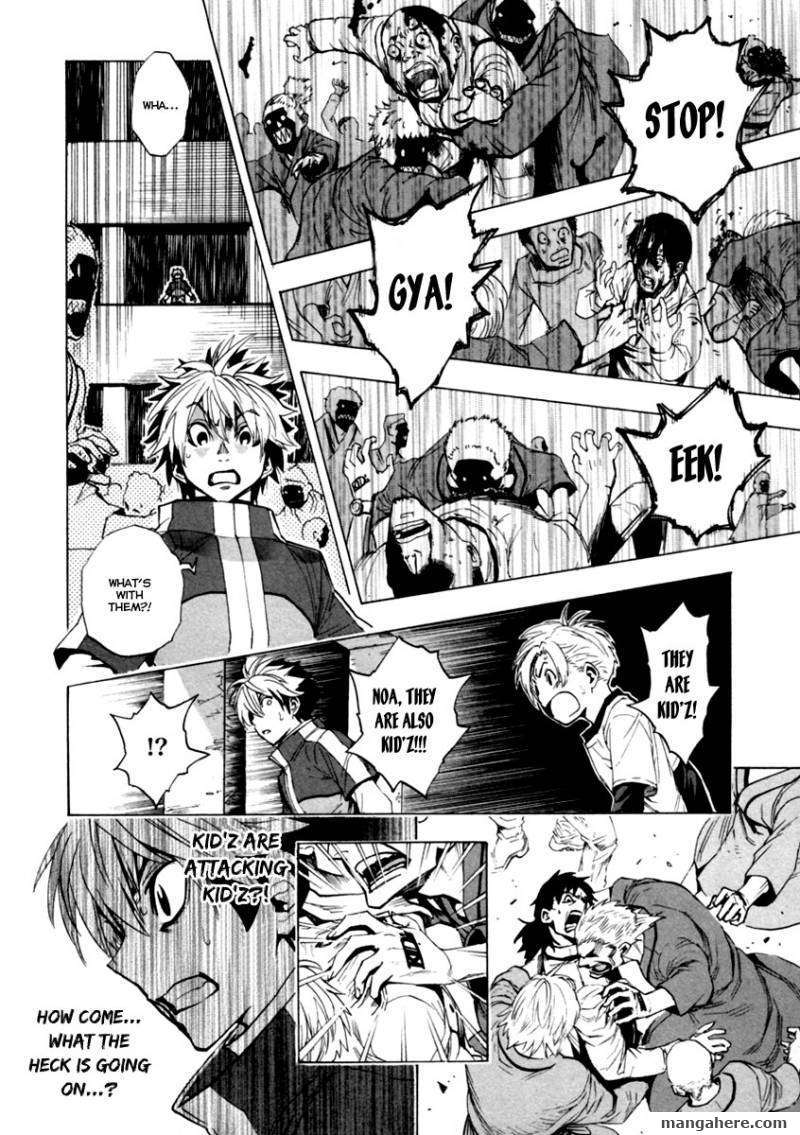 STOP!
WHA...
GYA!
EEK!
WHAT'S
WITH
THEM?!
THEY
ARE
KID'Z!
NOA, THEY
ARE ALSO
KID'Z!!!
!?
KID'Z ARE
ATTACKING
KID'Z?!
HOW COME...
WHAT THE
HECK IS GOING
ON...?
mangahere.com